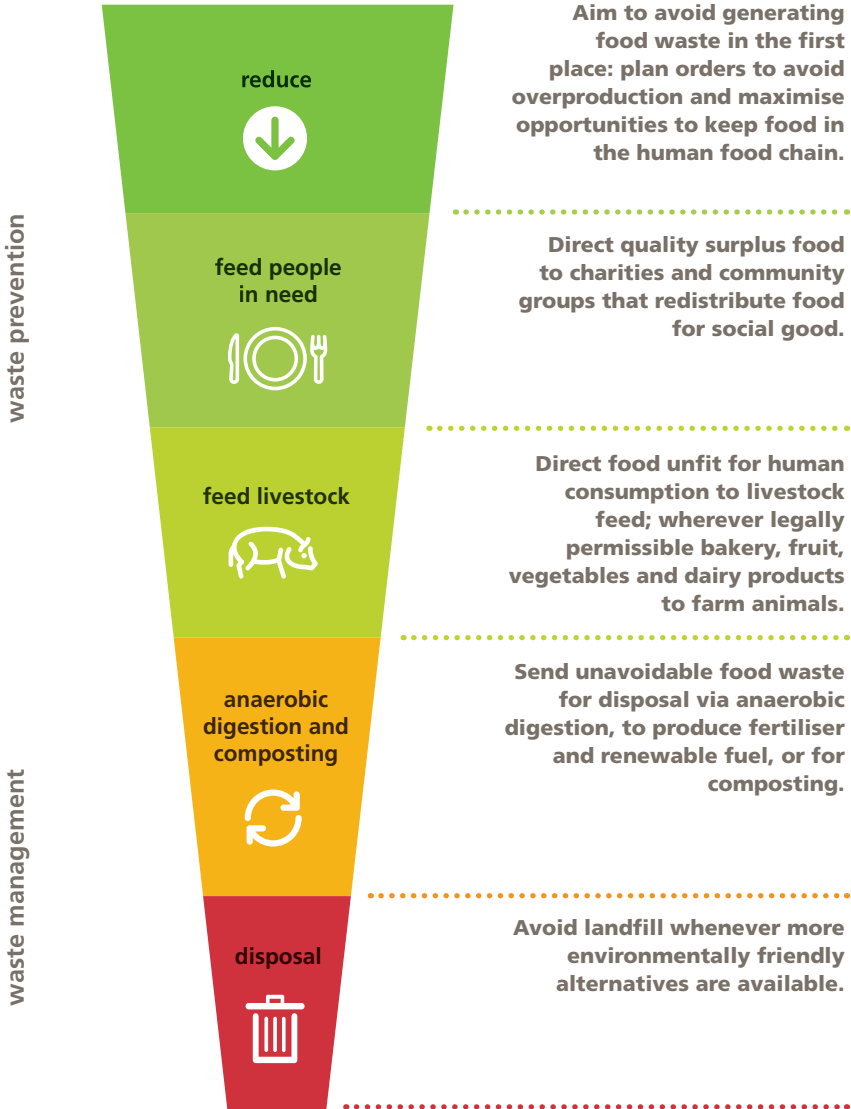 reduce
Aim to avoid generating
food waste in the first
place: plan orders to avoid
overproduction and maximise
opportunities to keep food in
the human food chain.
waste prevention
feed people
in need
Direct quality surplus food
to charities and community
groups that redistribute food
for social good.
feed livestock
Direct food unfit for human
consumption to livestock
feed; wherever legally
permissible bakery, fruit,
vegetables and dairy products
to farm animals.
waste management
anaerobic
digestion and
composting
Send unavoidable food waste
for disposal via anaerobic
digestion, to produce fertiliser
and renewable fuel, or for
composting.
disposal
Avoid landfill whenever more
environmentally friendly
alternatives are available.